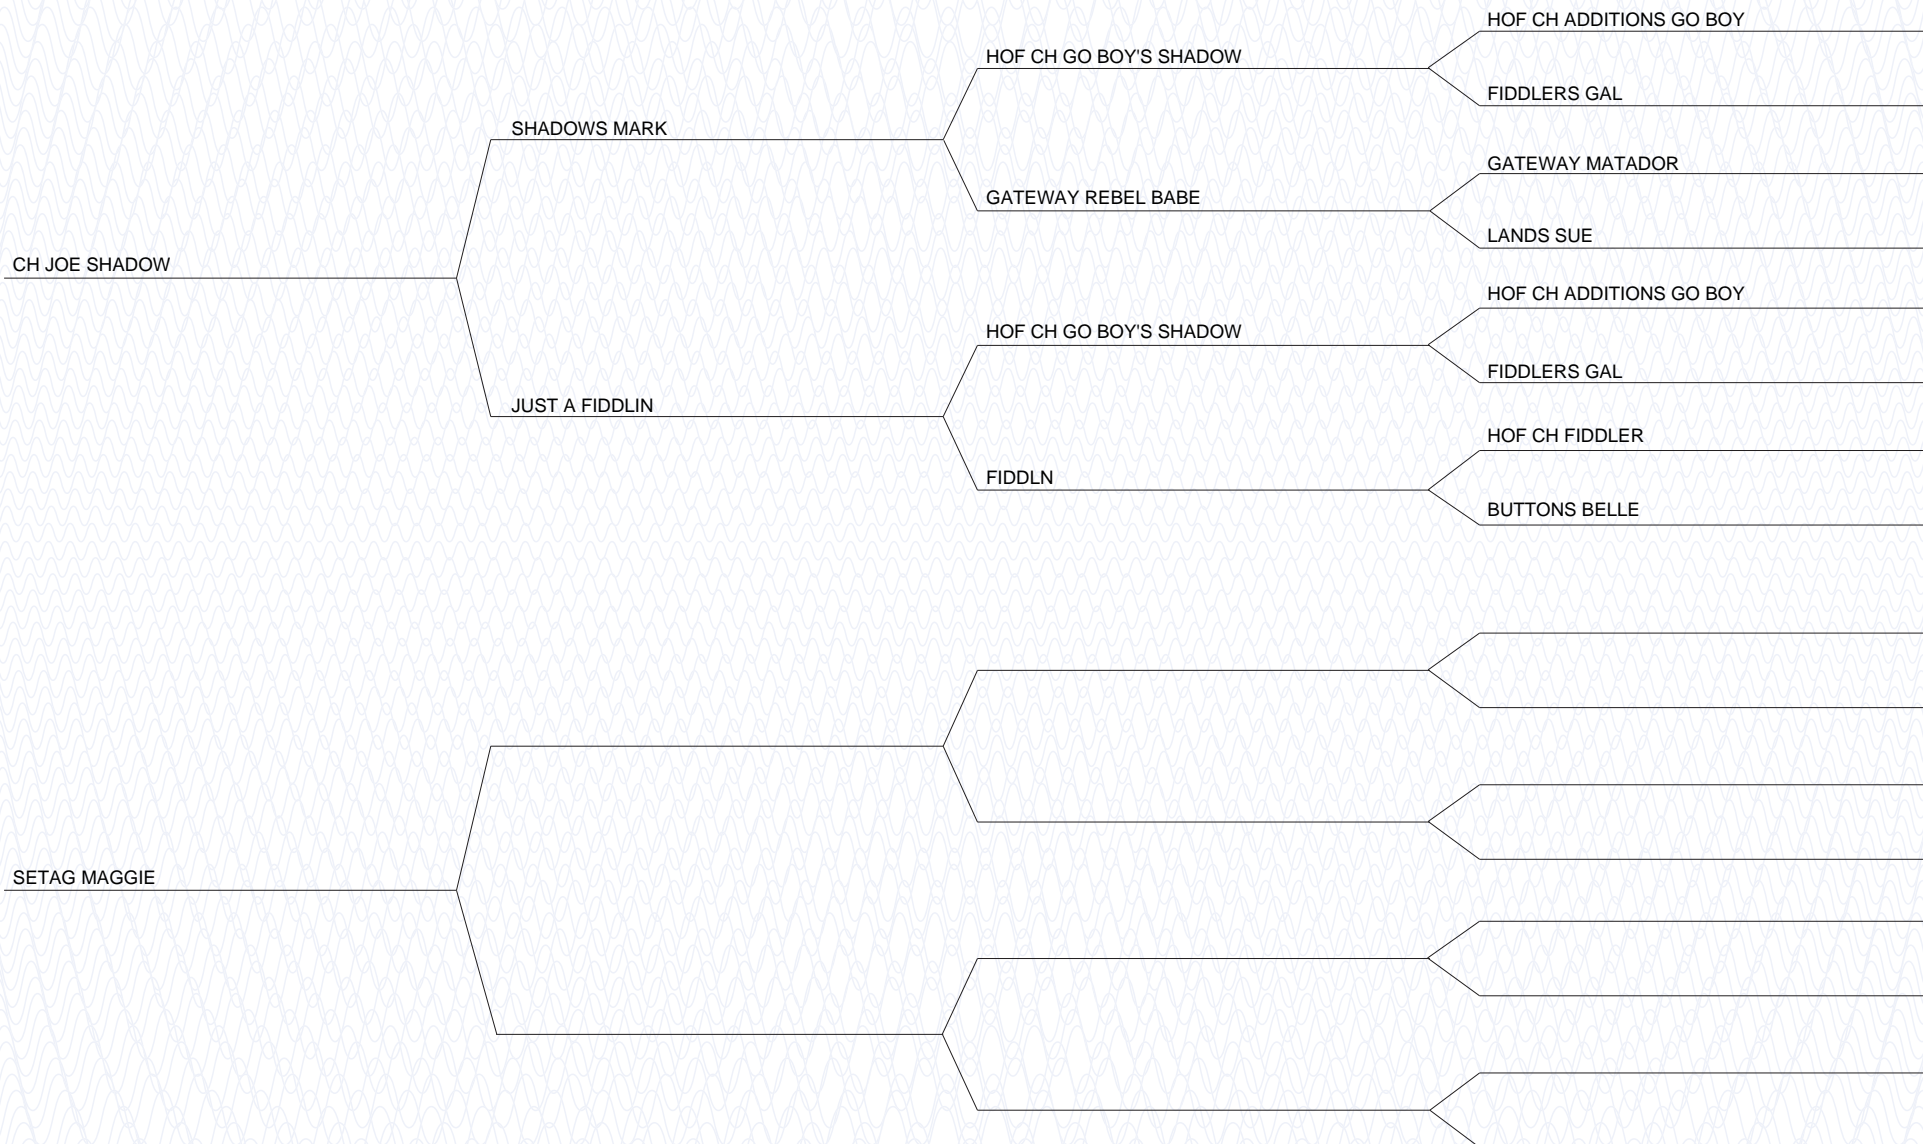 HOF CH ADDITIONS GO BOY
HOF CH GO BOY'S SHADOW
FIDDLERS GAL
SHADOWS MARK
GATEWAY MATADOR
GATEWAY REBEL BABE
LANDS SUE
CH JOE SHADOW
HOF CH ADDITIONS GO BOY
HOF CH GO BOY'S SHADOW
FIDDLERS GAL
JUST A FIDDLIN
HOF CH FIDDLER
FIDDLN
BUTTONS BELLE
SETAG MAGGIE